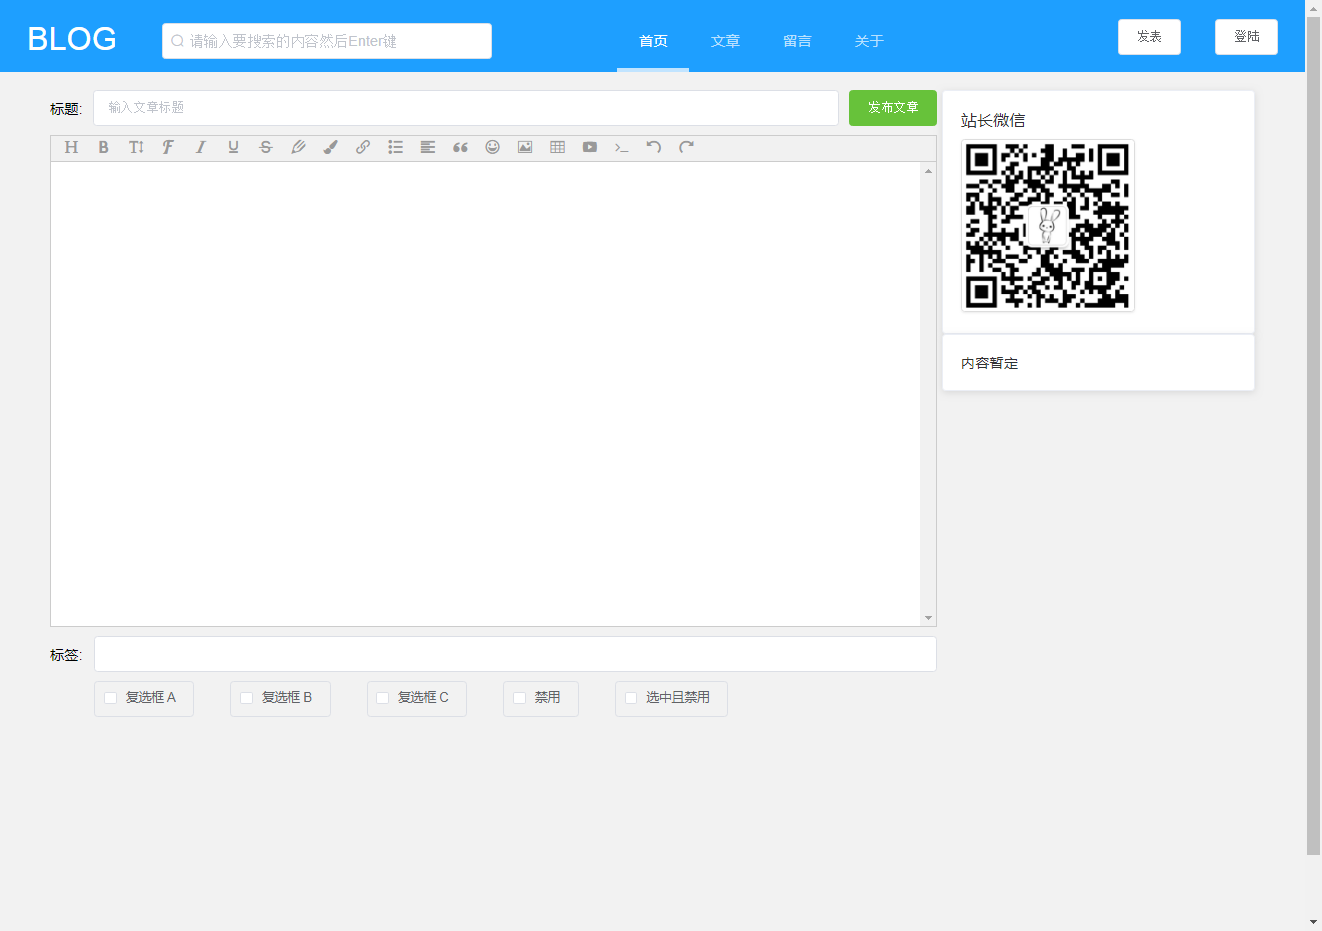 BLOG
请输入要搜索的内容然后Enter键
首页
文章
留言
关于
发表
登陆
标题:
输入文章标题
发布文章
站长微信
内容暂定
标签:
复选框 A
复选框 B
复选框 C
禁用
选中且禁用